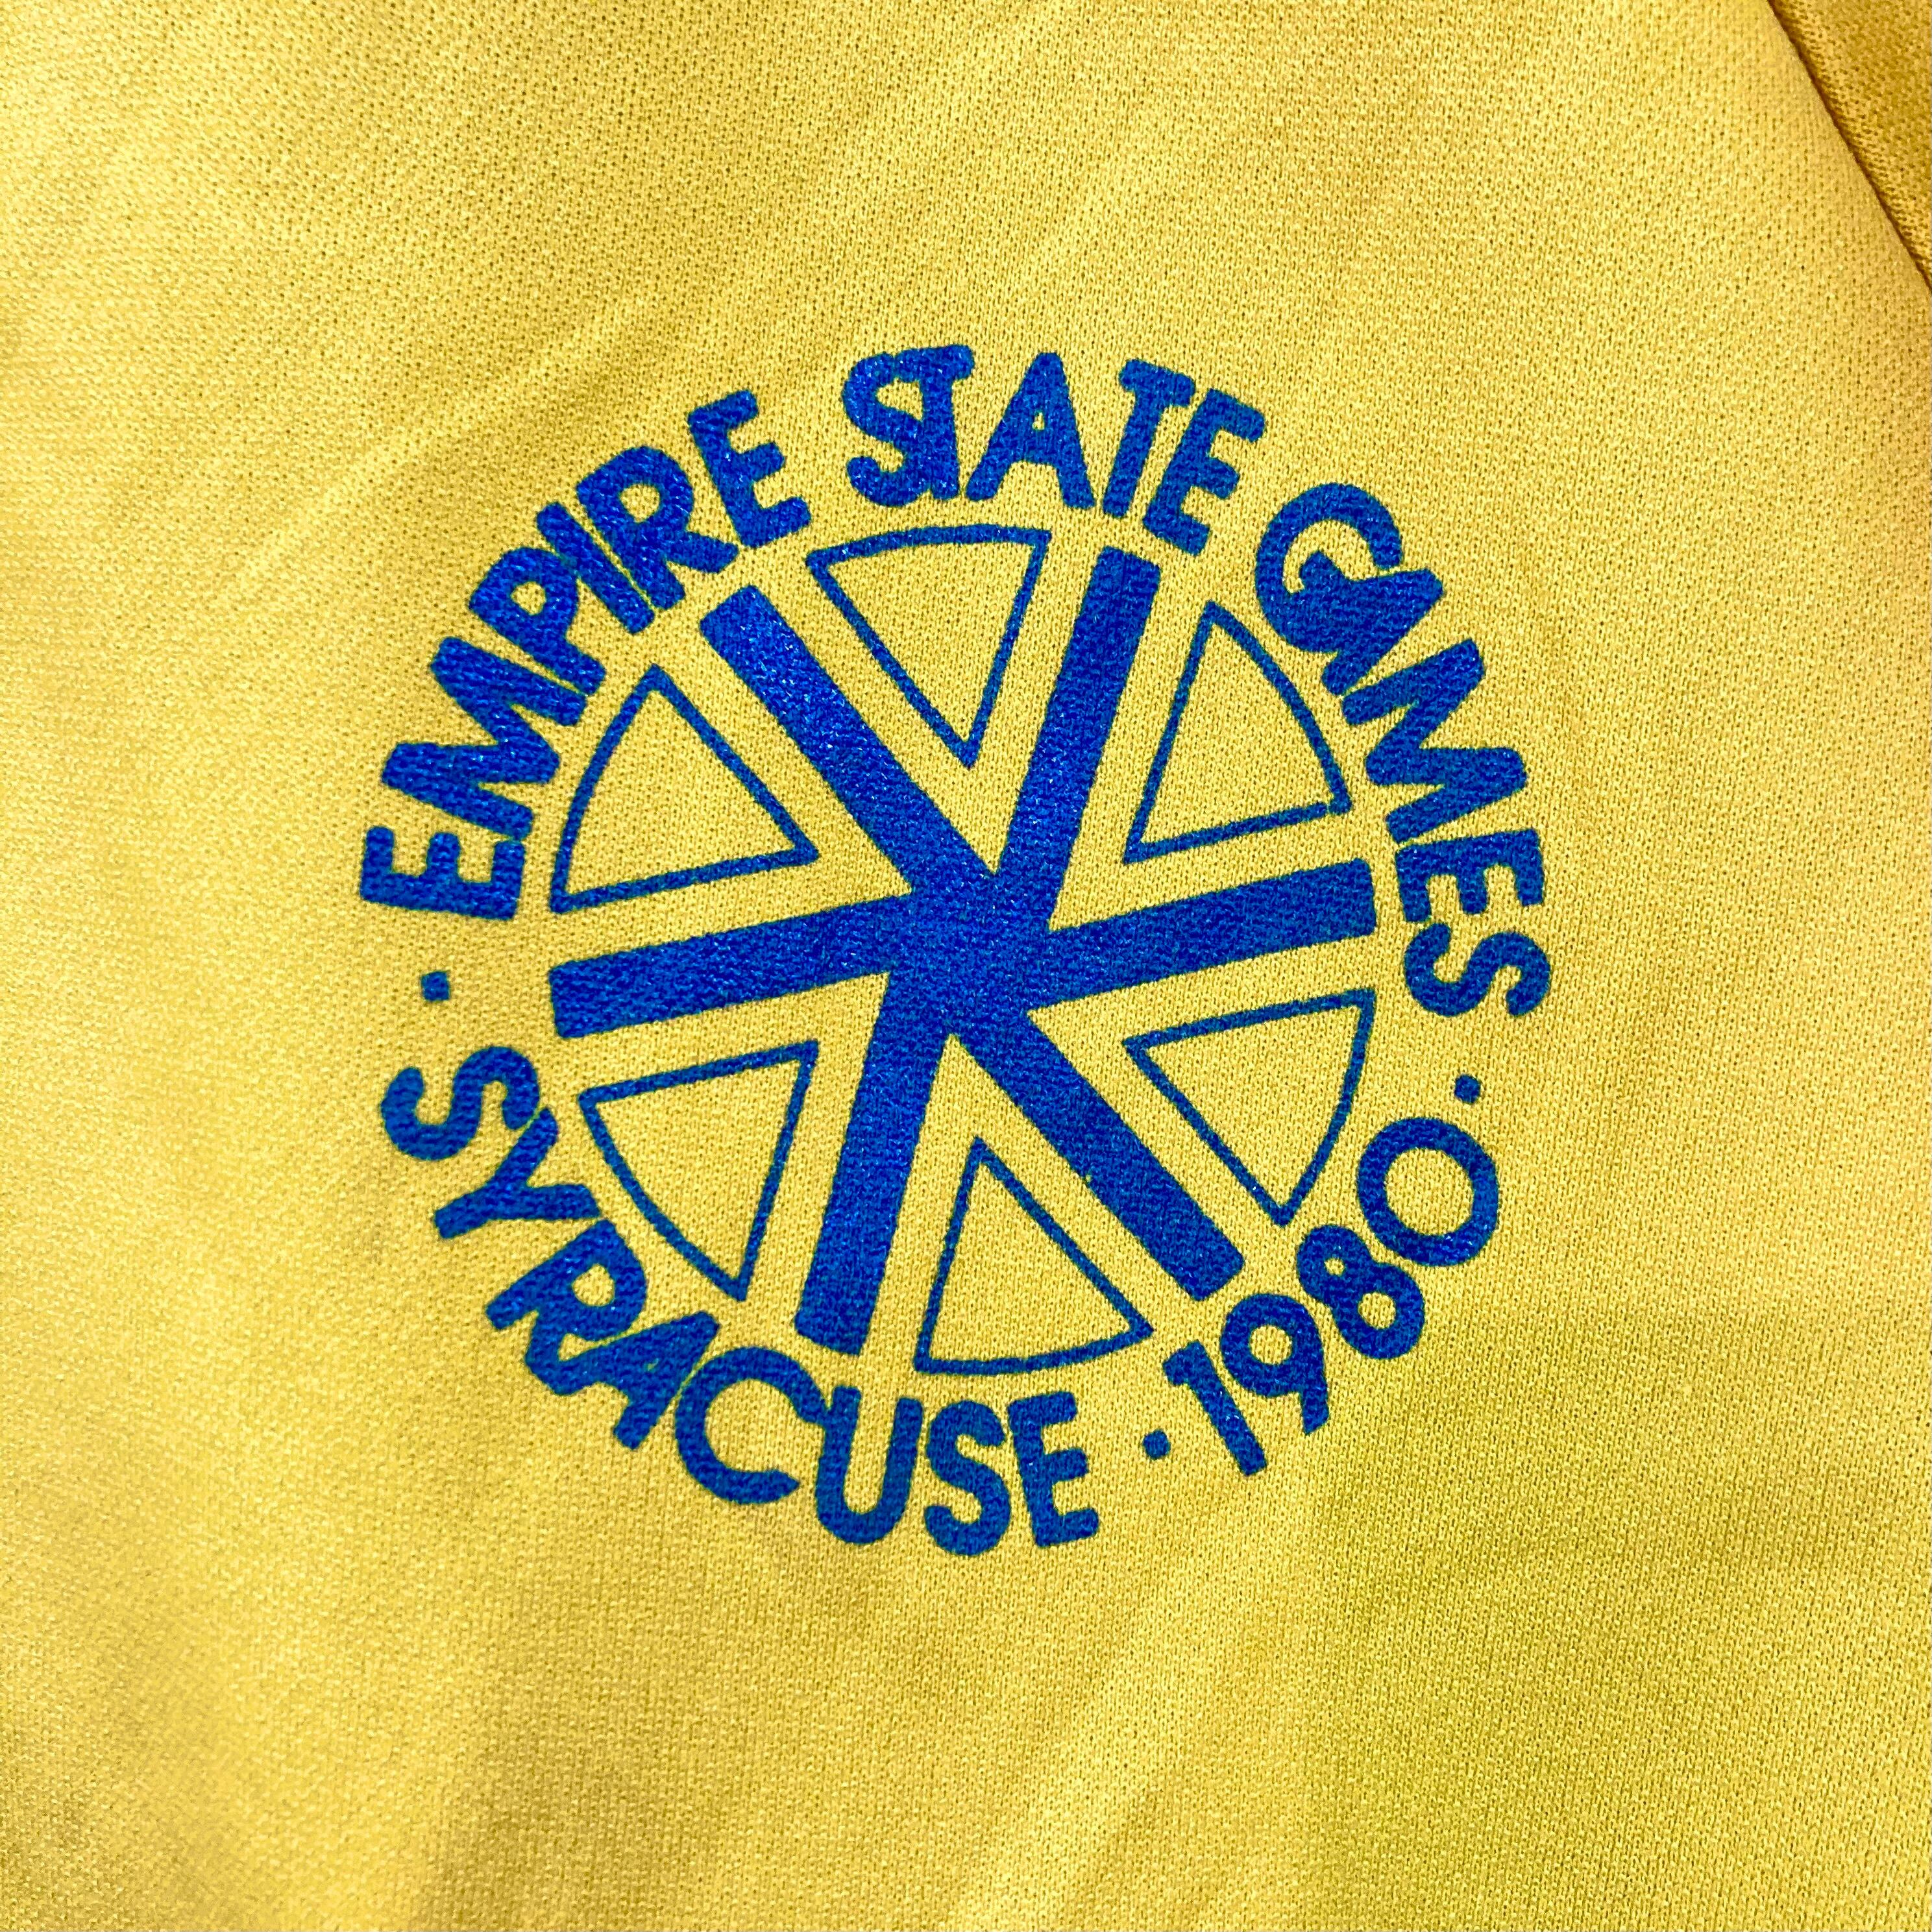 · EMPIRE STATE GAMES ·
SYRACUSE · 1980